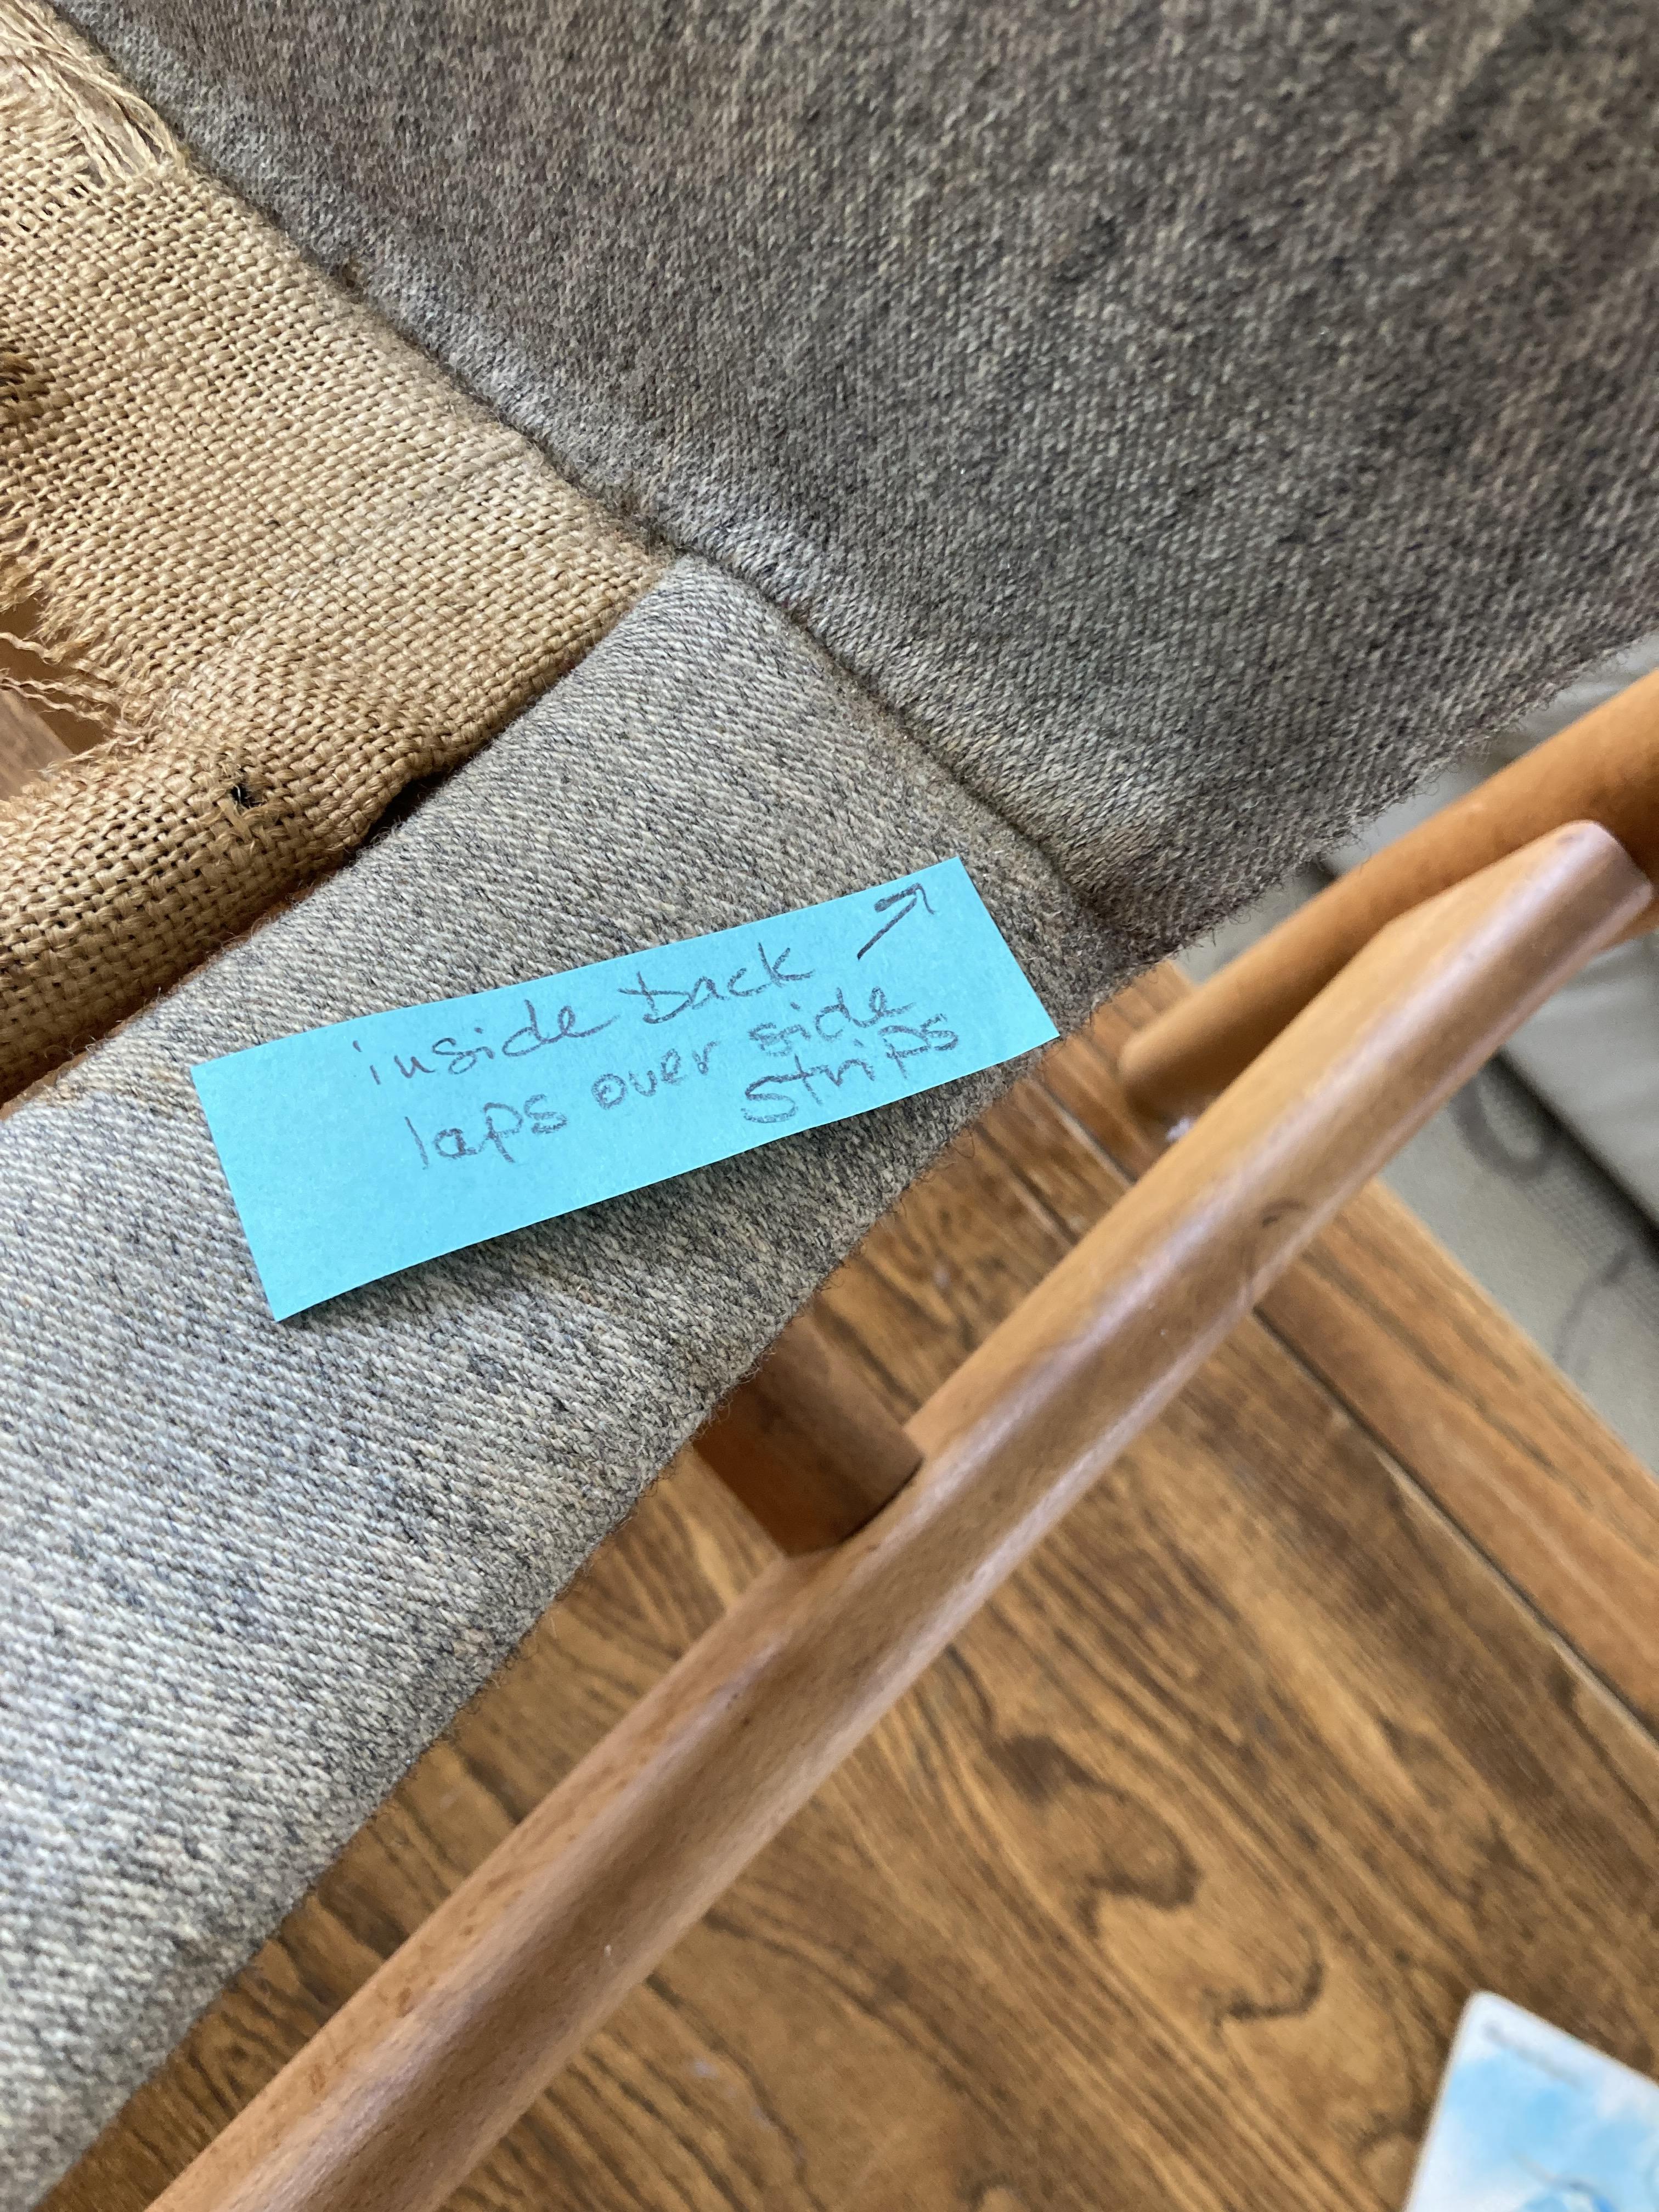 inside back ↗
laps over side
strips